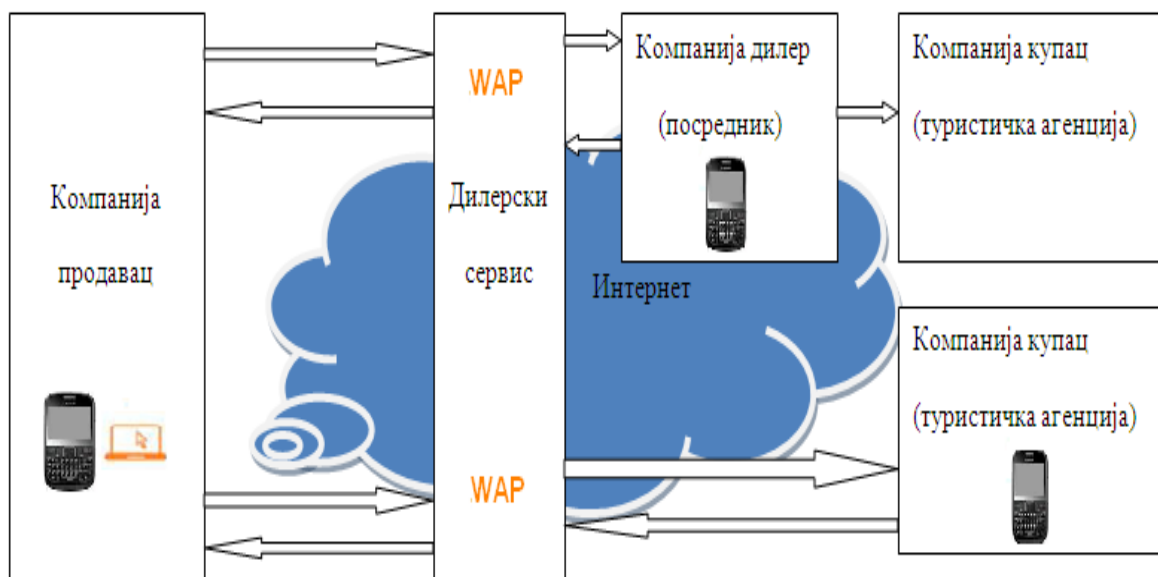 Компанија
продавац
WAP
Дилерски
сервис
WAP
Компанија дилер
(посредник)
Интернет
Компанија купац
(туристичка агенција)
Компанија купац
(туристичка агенција)